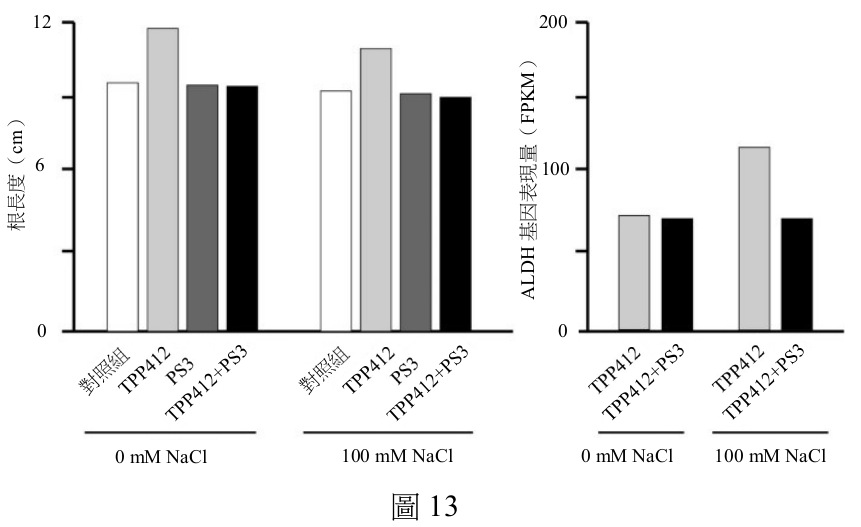 根長度（cm）
12
6
0
對照組
TPP412
PS3
TPP412+PS3
對照組
TPP412
PS3
TPP412+PS3
0 mM NaCl
100 mM NaCl
ALDH 基因表現量（FPKM）
200
100
0
TPP412
TPP412+PS3
TPP412
TPP412+PS3
0 mM NaCl
100 mM NaCl
圖 13